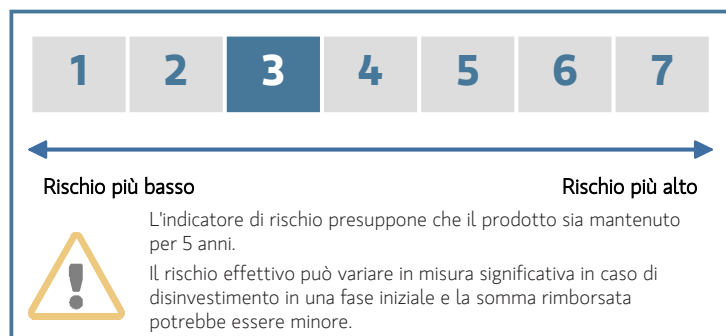 1 2 3 4 5 6 7
Rischio più basso Rischio più alto
L'indicatore di rischio presuppone che il prodotto sia mantenuto
per 5 anni.
Il rischio effettivo può variare in misura significativa in caso di
disinvestimento in una fase iniziale e la somma rimborsata
potrebbe essere minore.